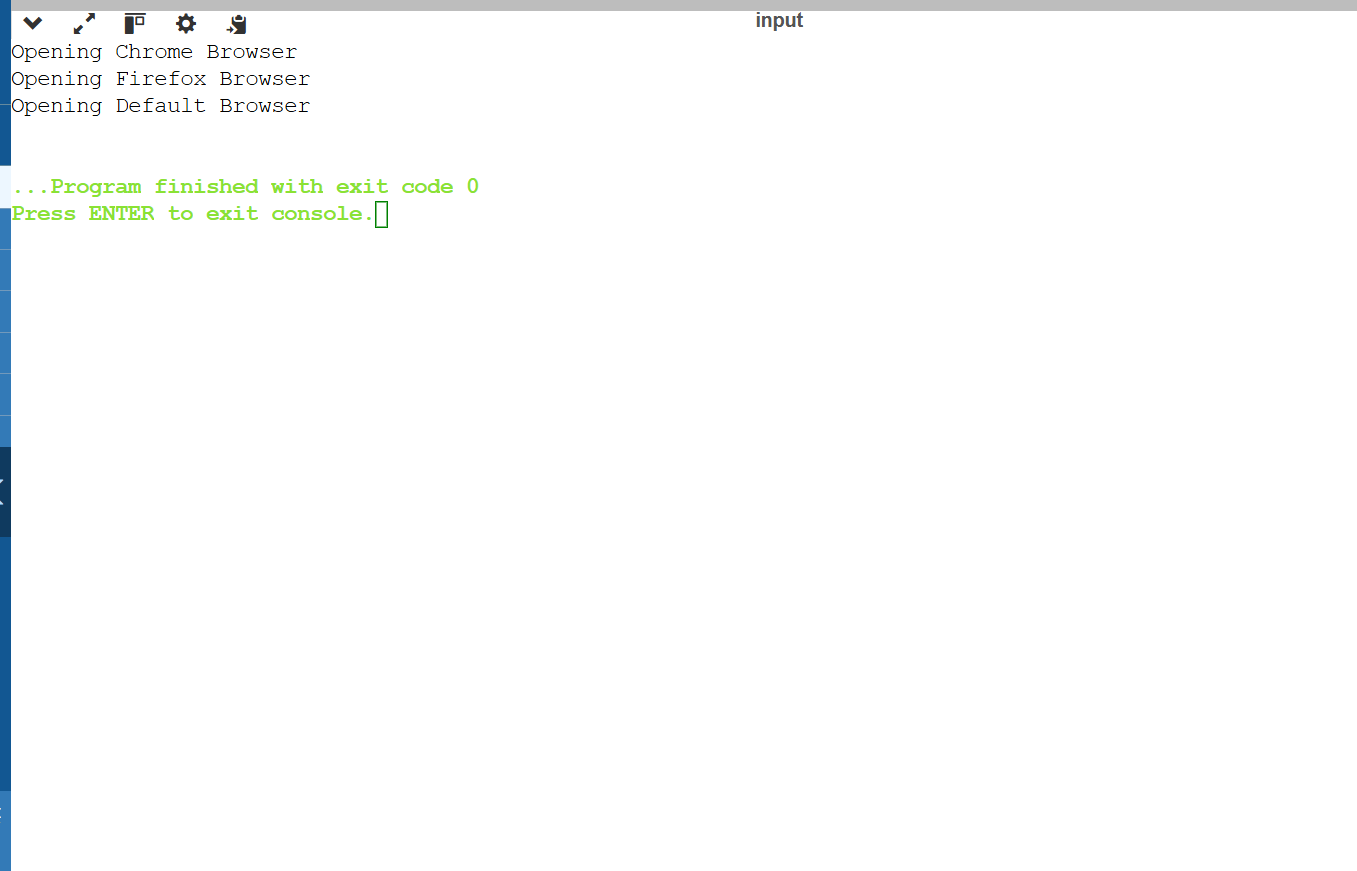 input
Opening Chrome Browser
Opening Firefox Browser
Opening Default Browser
...Program finished with exit code 0
Press ENTER to exit console.